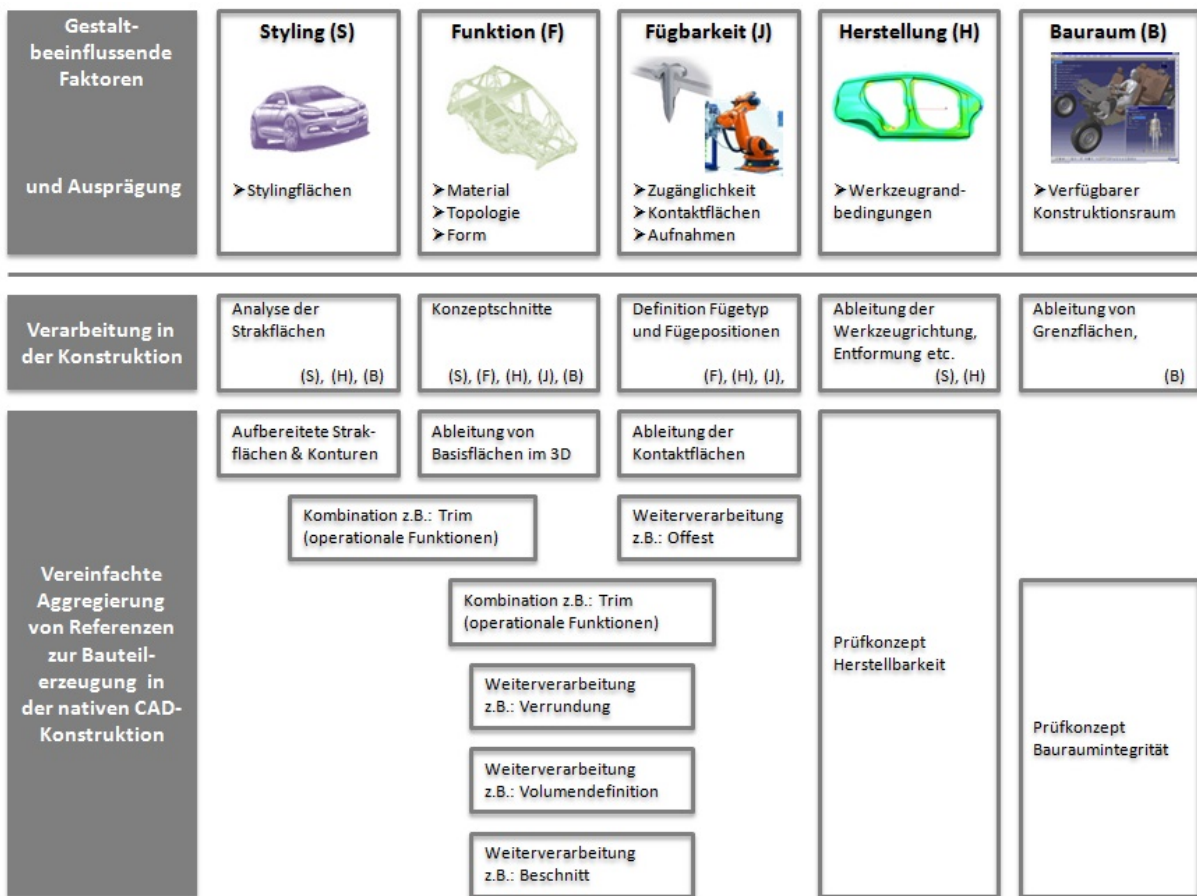 Gestalt-
beeinflussende
Faktoren
und Ausprägung
Styling (S)
➤Stylingflächen
Funktion (F)
➤Material
➤Topologie
➤Form
Fügbarkeit (J)
➤Zugänglichkeit
➤Kontaktflächen
➤Aufnahmen
Herstellung (H)
➤Werkzeugrand-
bedingungen
Bauraum (B)
➤Verfügbarer
Konstruktionsraum
Verarbeitung in
der Konstruktion
Analyse der
Strakflächen
(S), (H), (B)
Konzeptschnitte
(S), (F), (H), (J), (B)
Definition Fügetyp
und Fügepositionen
(F), (H), (J),
Ableitung der
Werkzeugrichtung,
Entformung etc.
(S), (H)
Ableitung von
Grenzflächen,
(B)
Vereinfachte
Aggregierung
von Referenzen
zur Bauteil-
erzeugung in
der nativen CAD-
Konstruktion
Aufbereitete Strak-
flächen & Konturen
Ableitung von
Basisflächen im 3D
Ableitung der
Kontaktflächen
Kombination z.B.: Trim
(operationale Funktionen)
Weiterverarbeitung
z.B.: Offest
Kombination z.B.: Trim
(operationale Funktionen)
Weiterverarbeitung
z.B.: Verrundung
Weiterverarbeitung
z.B.: Volumendefinition
Weiterverarbeitung
z.B.: Beschnitt
Prüfkonzept
Herstellbarkeit
Prüfkonzept
Bauraumintegrität